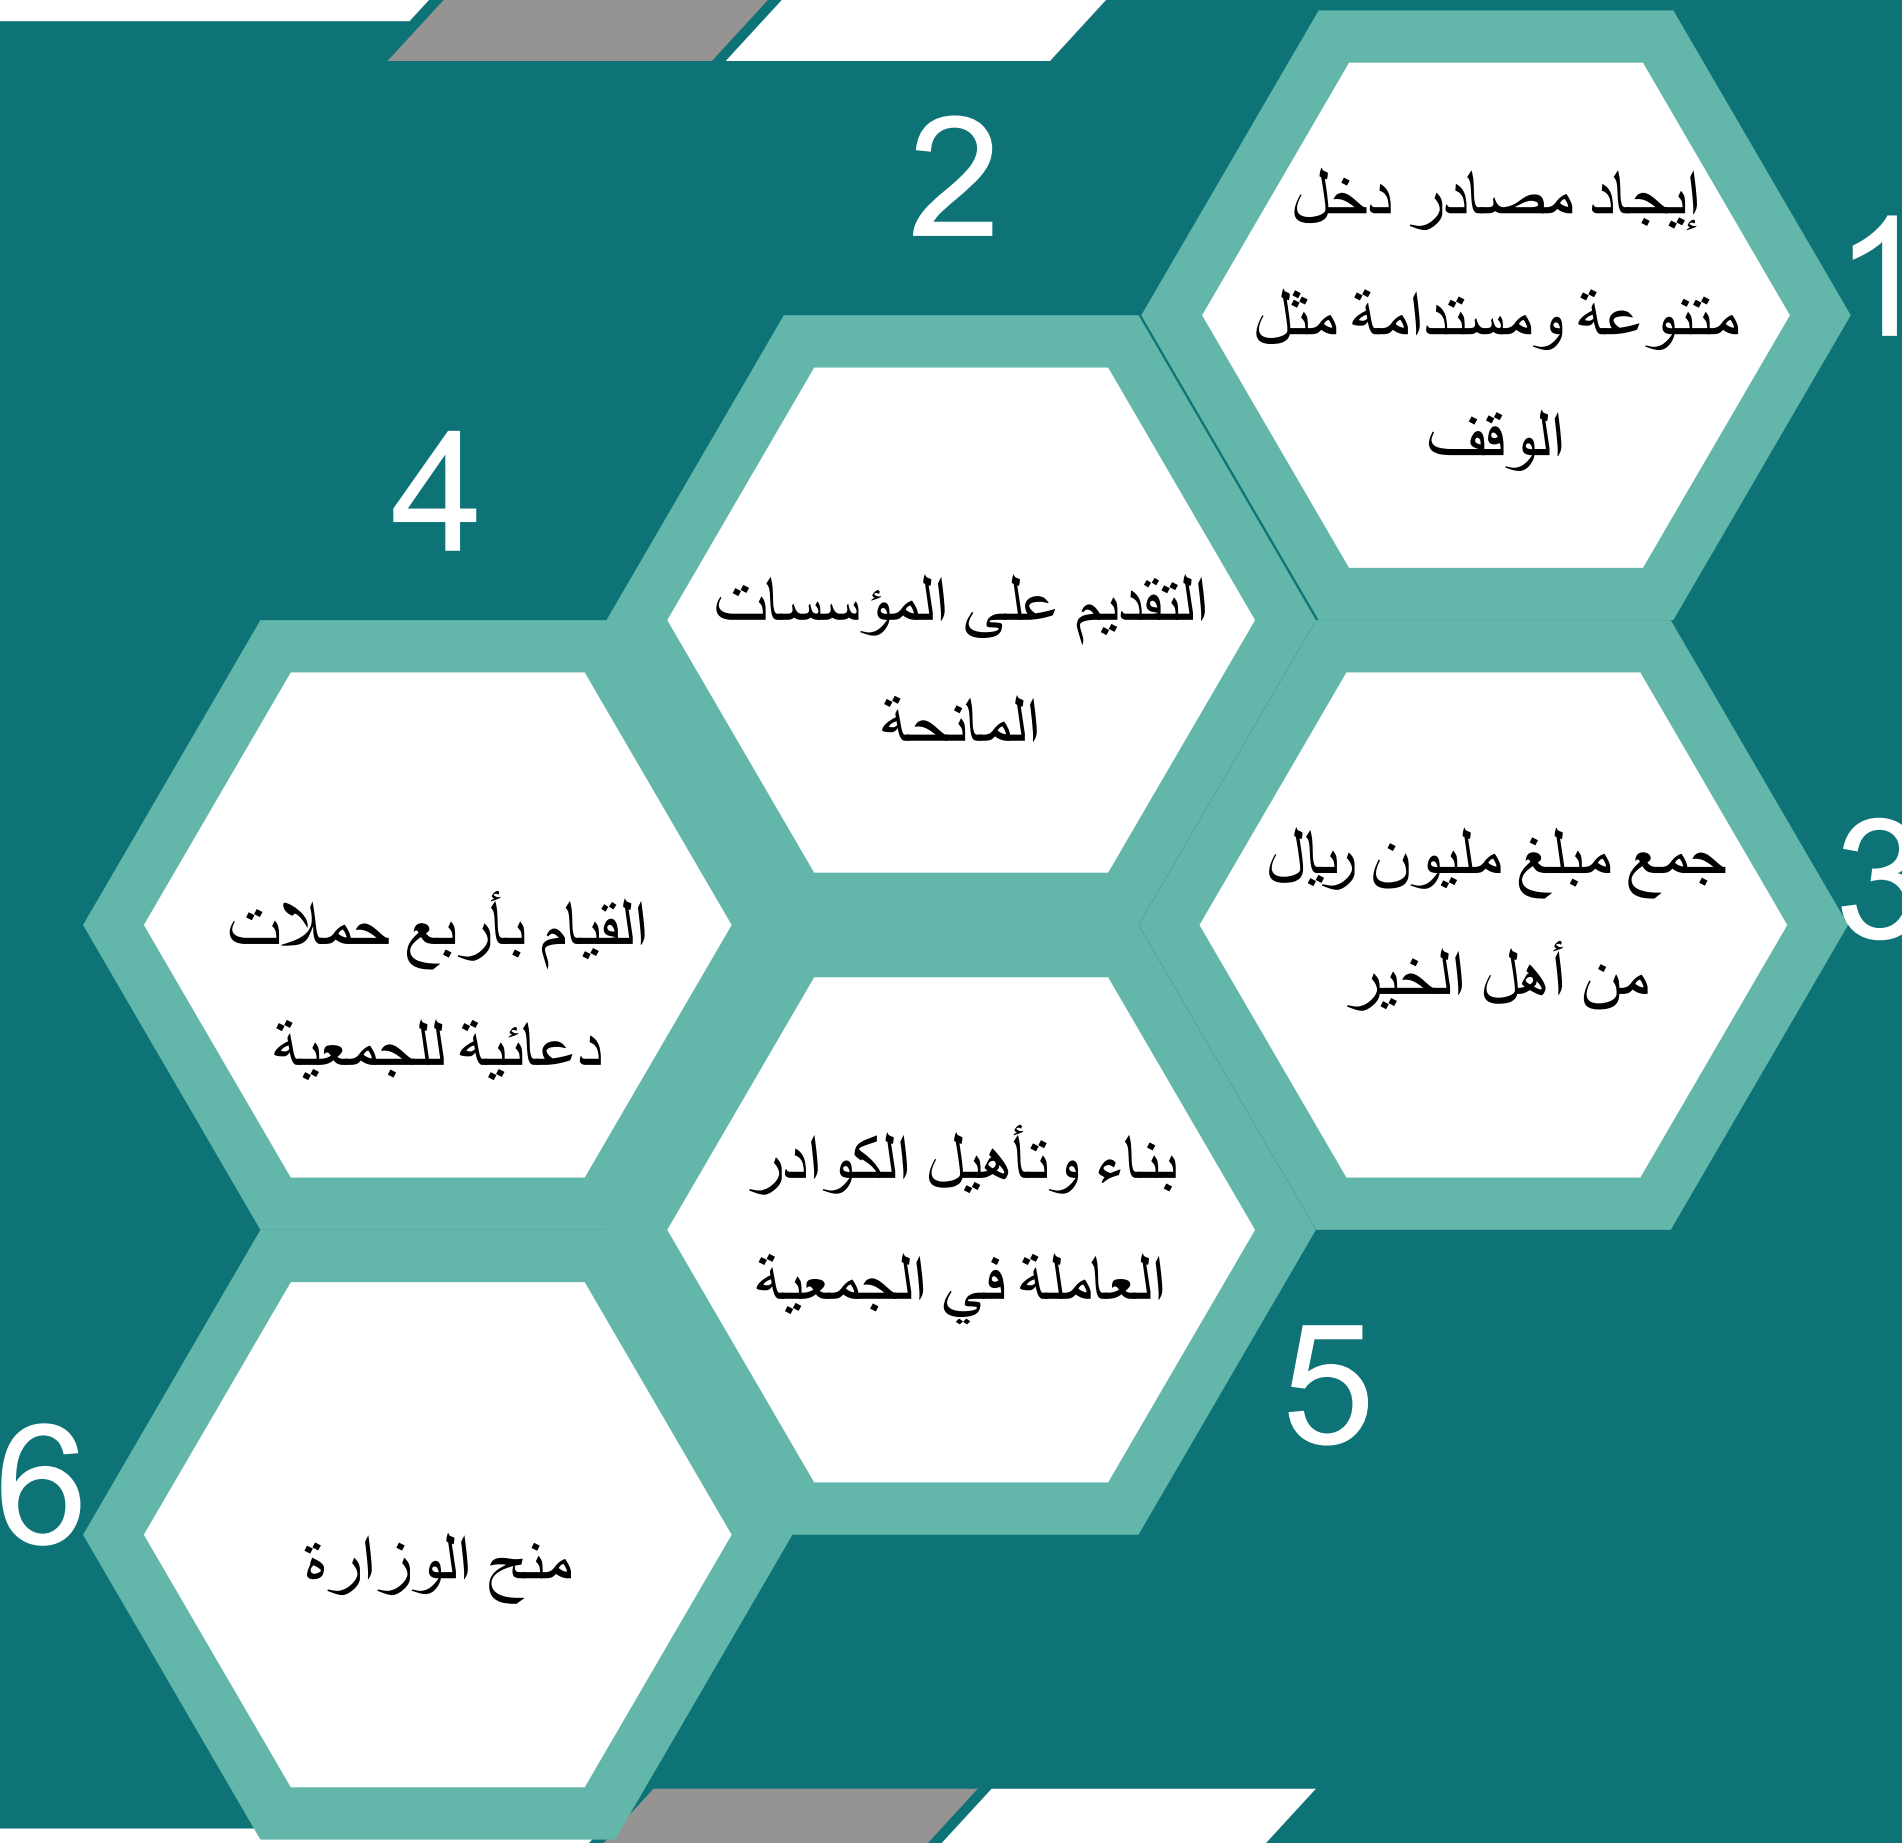 1
إيجاد مصادر دخل
متنوعة ومستدامة مثل
الوقف
2
التقديم على المؤسسات
المانحة
3
جمع مبلغ مليون ريال
من أهل الخير
4
القيام بأربع حملات
دعائية للجمعية
5
بناء وتأهيل الكوادر
العاملة في الجمعية
6
منح الوزارة